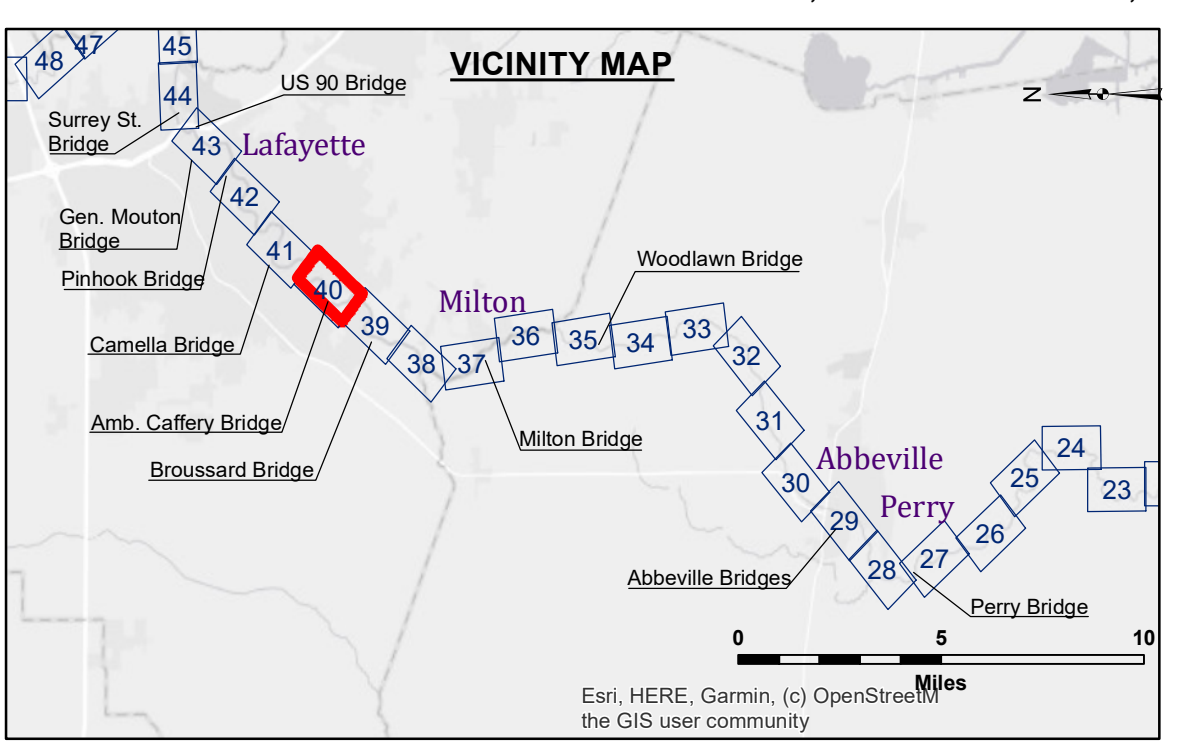 VICINITY MAP
48
47
45
44
US 90 Bridge
Surrey St.
Bridge
N
43
Lafayette
42
Gen. Mouton
Bridge
41
Pinhook Bridge
Woodlawn Bridge
40
Milton
39
36
35
34
33
Camella Bridge
38
37
32
Amb. Caffery Bridge
Milton Bridge
31
Broussard Bridge
Abbeville
24
30
25
23
Perry
29
26
27
28
Abbeville Bridges
Perry Bridge
0 5 10
Miles
Esri, HERE, Garmin, (c) OpenStreetM
the GIS user community